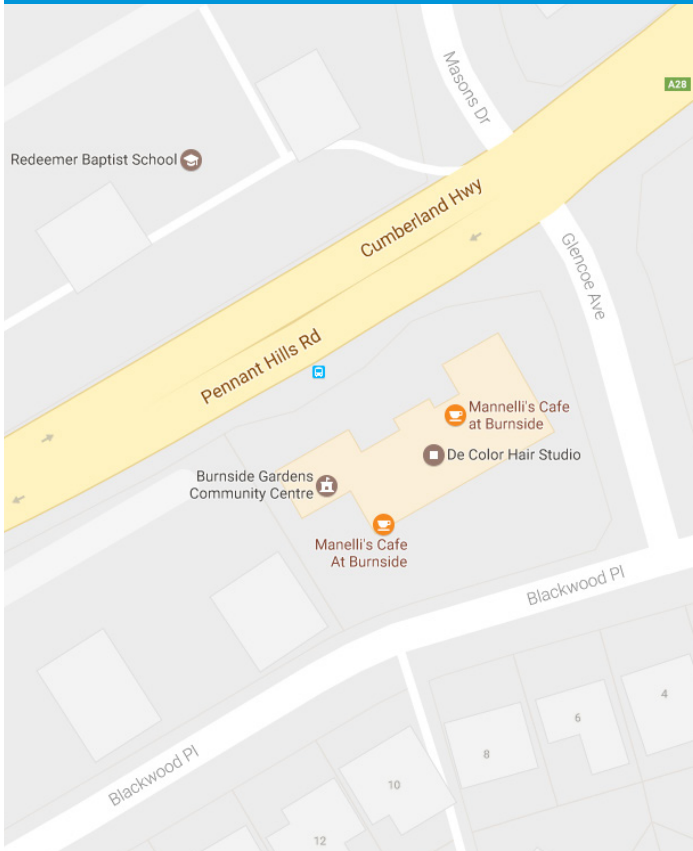 Masons Dr
A28
Redeemer Baptist School
Cumberland Hwy
Glencoe Ave
Pennant Hills Rd
Mannelli's Cafe
at Burnside
De Color Hair Studio
Burnside Gardens
Community Centre
Manelli's Cafe
At Burnside
Blackwood Pl
4
6
8
Blackwood Pl
10
12